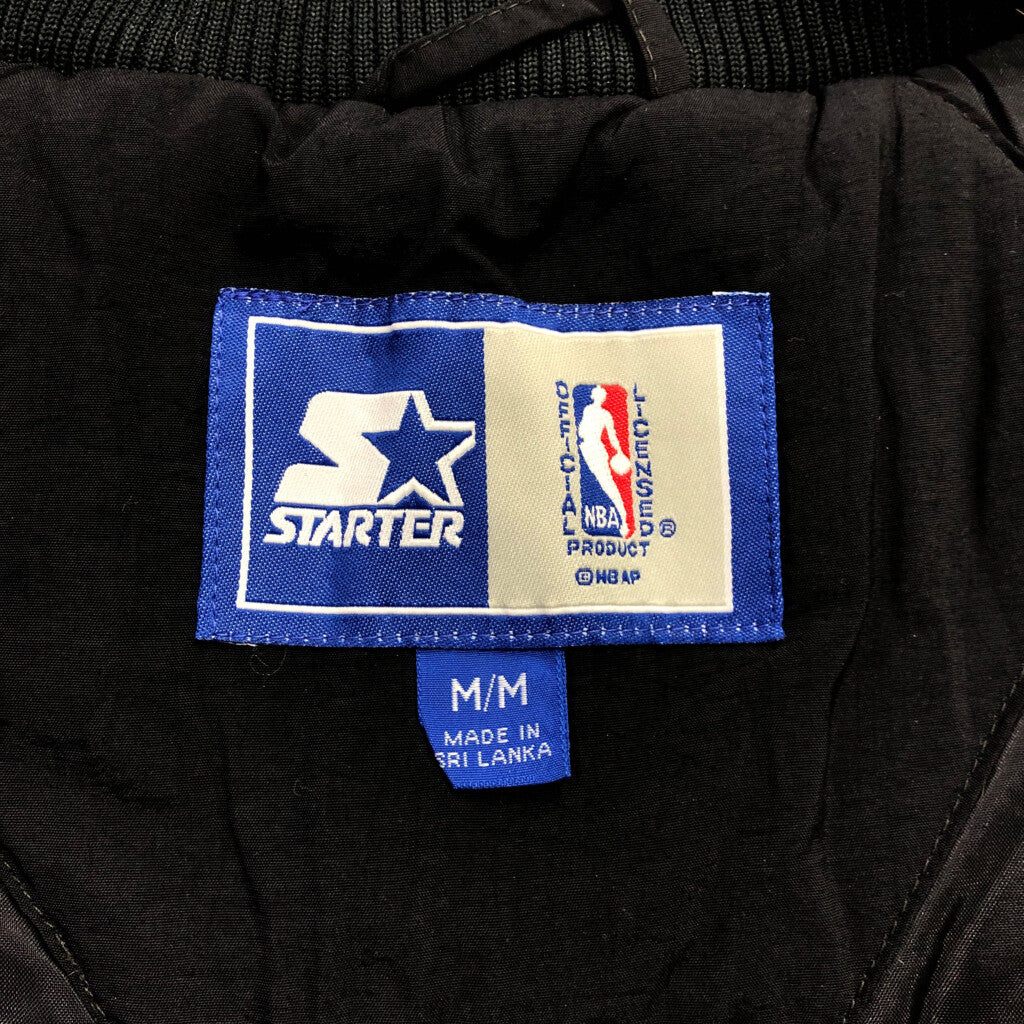 STARTER
OFFICIAL
LICENSED
NBA
®
PRODUCT
© NBAP
M/M
MADE IN
SRI LANKA